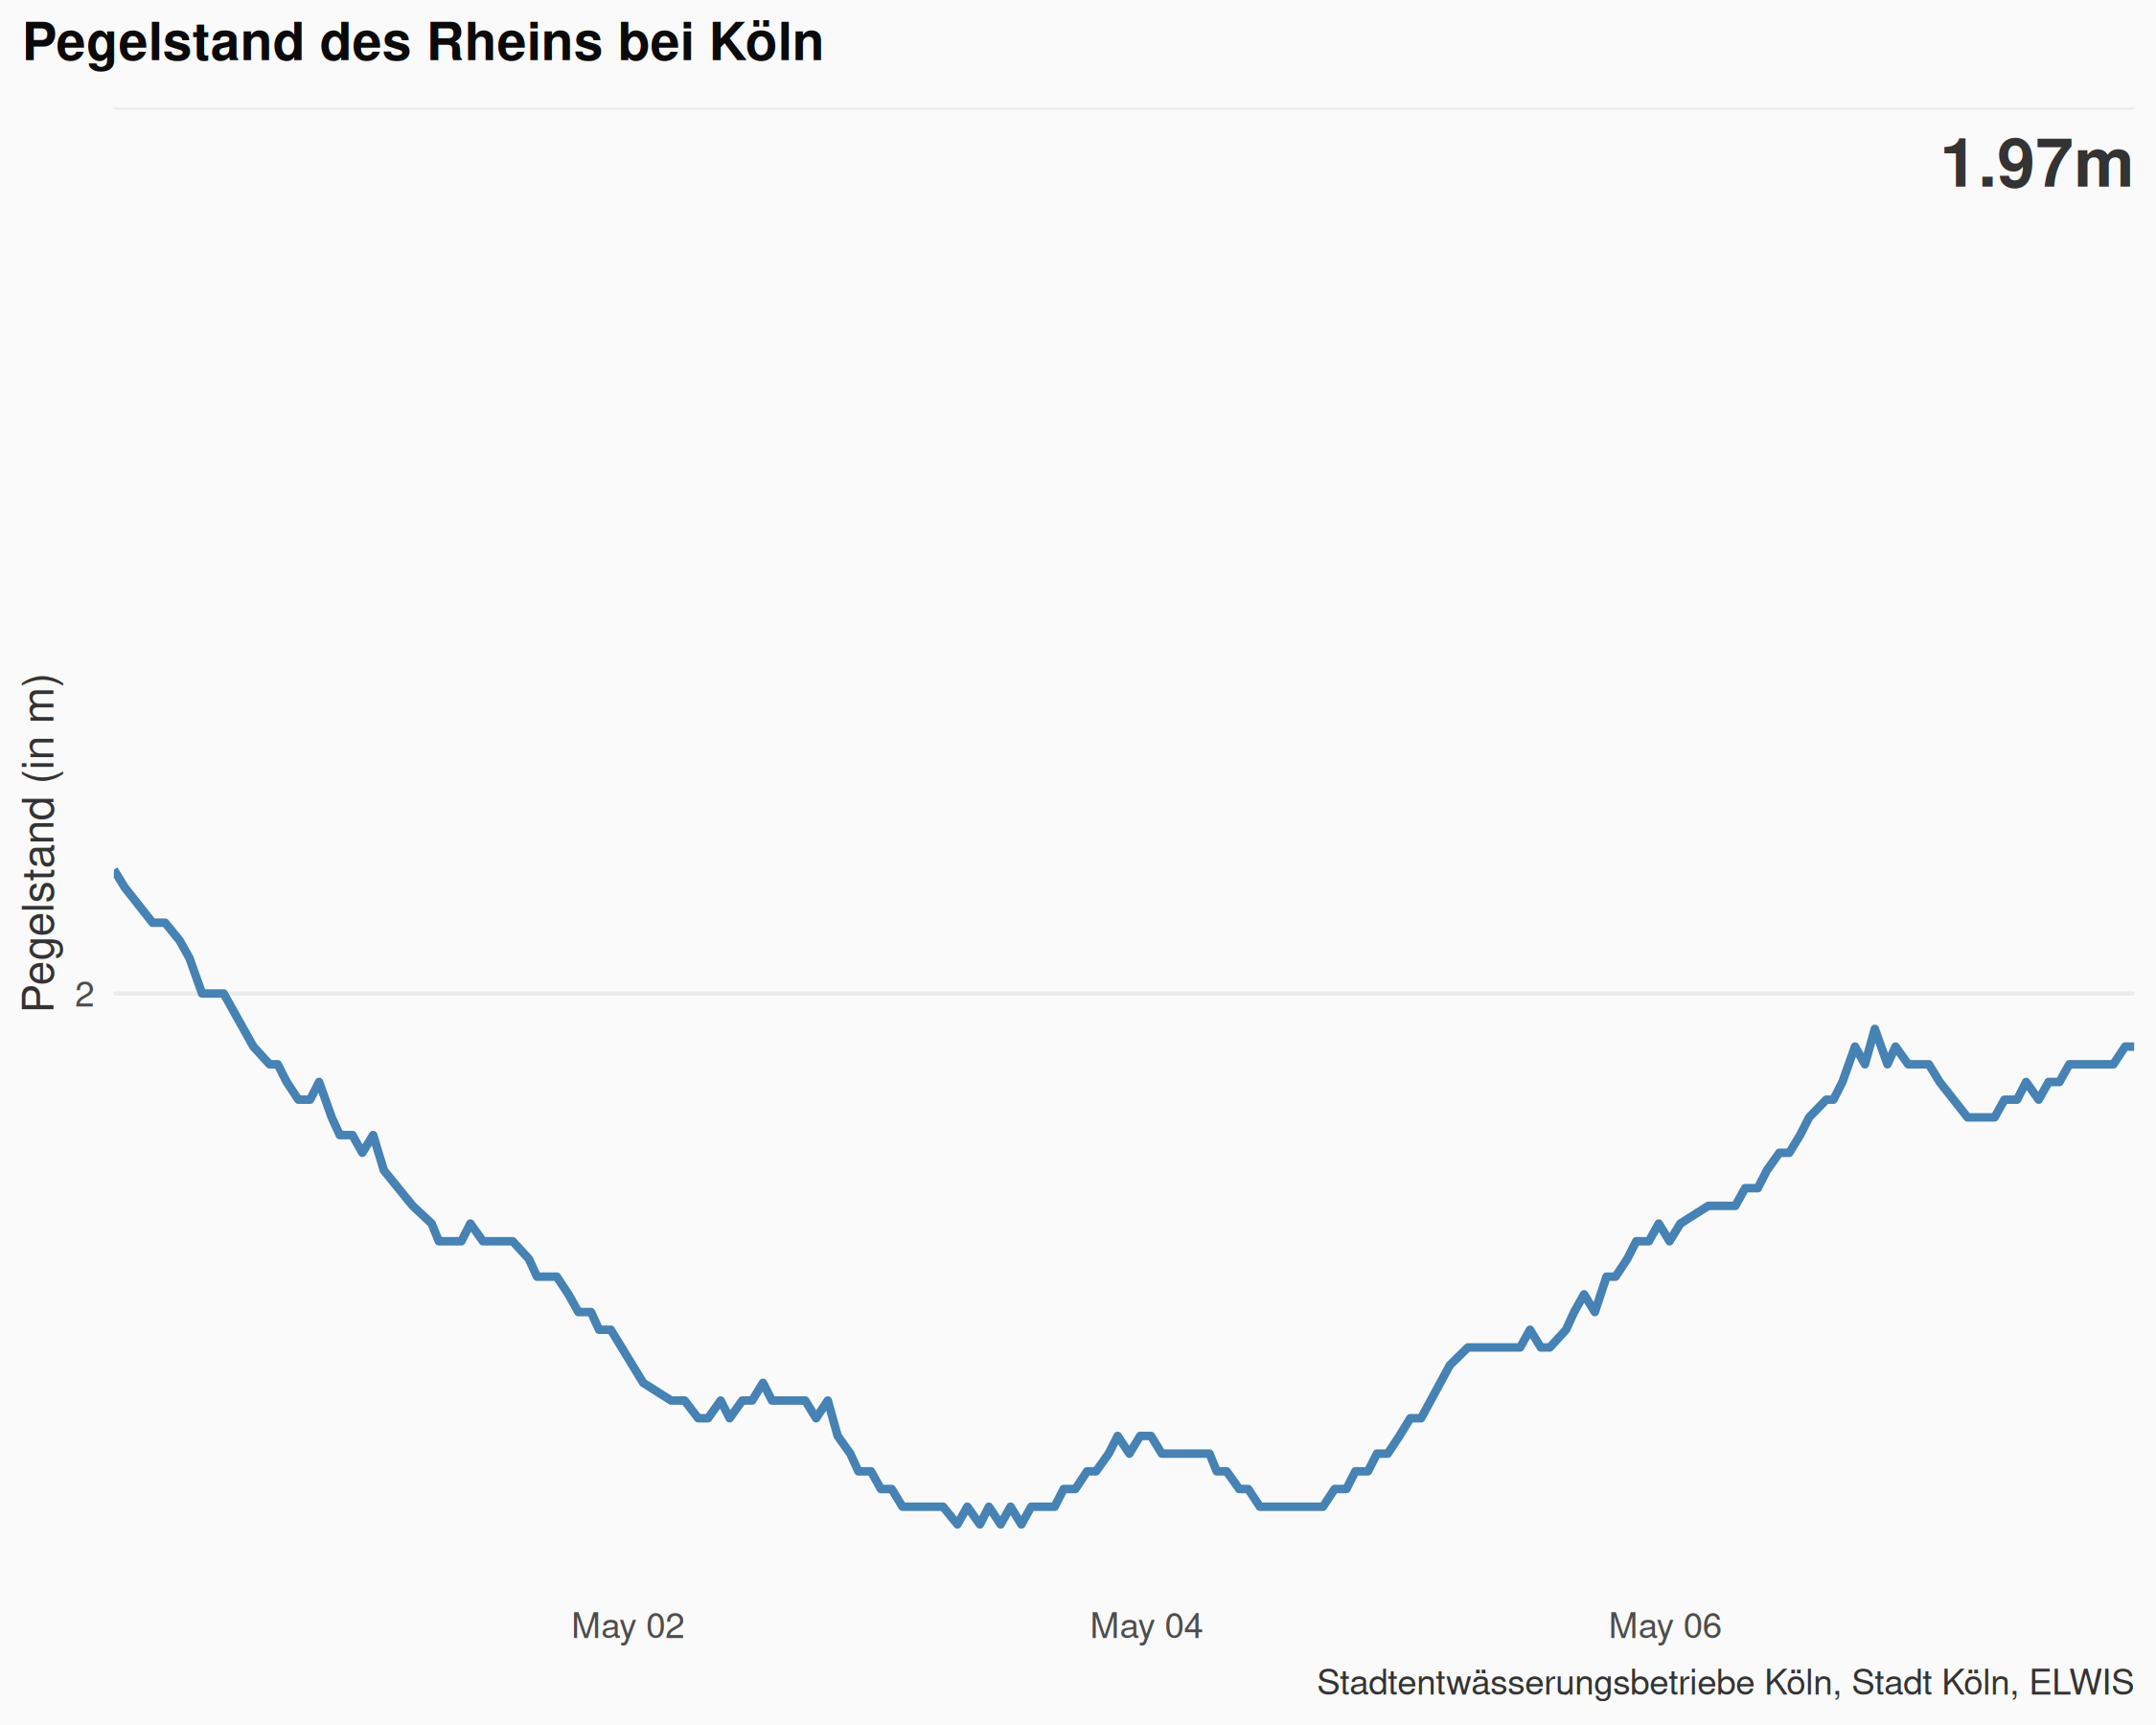 Pegelstand des Rheins bei Köln
1.97m
Pegelstand (in m)
2
May 02
May 04
May 06
Stadtentwässerungsbetriebe Köln, Stadt Köln, ELWIS